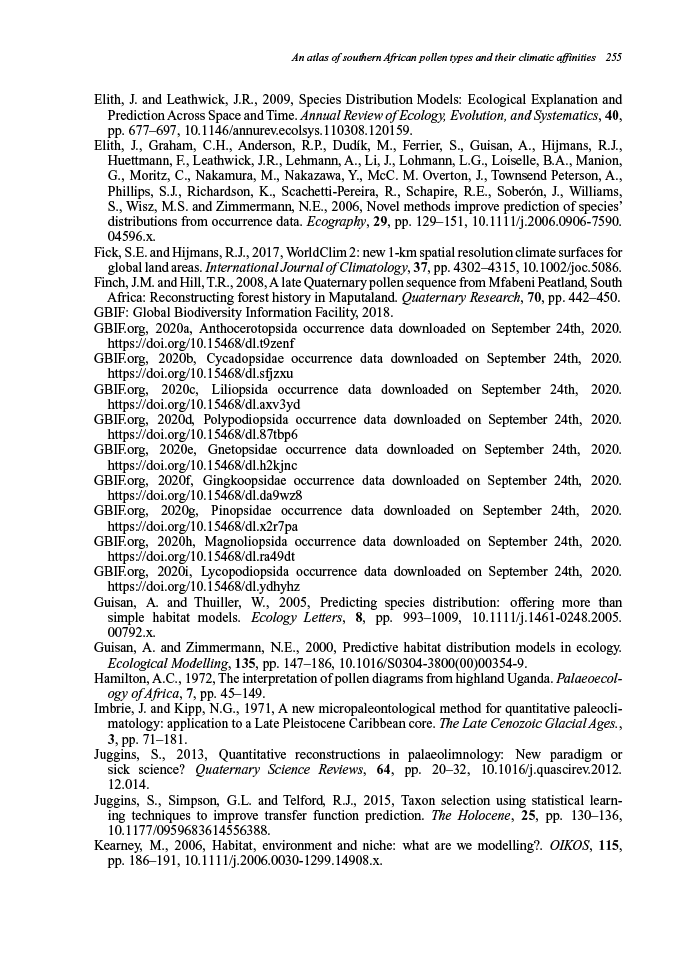 An atlas of southern African pollen types and their climatic affinities 255
Elith, J. and Leathwick, J.R., 2009, Species Distribution Models: Ecological Explanation and
Prediction Across Space and Time. Annual Review of Ecology, Evolution, and Systematics, 40,
pp. 677–697, 10.1146/annurev.ecolsys.110308.120159.
Elith, J., Graham, C.H., Anderson, R.P., Dudík, M., Ferrier, S., Guisan, A., Hijmans, R.J.,
Huettmann, F., Leathwick, J.R., Lehmann, A., Li, J., Lohmann, L.G., Loiselle, B.A., Manion,
G., Moritz, C., Nakamura, M., Nakazawa, Y., McC. M. Overton, J., Townsend Peterson, A.,
Phillips, S.J., Richardson, K., Scachetti-Pereira, R., Schapire, R.E., Soberón, J., Williams,
S., Wisz, M.S. and Zimmermann, N.E., 2006, Novel methods improve prediction of species’
distributions from occurrence data. Ecography, 29, pp. 129–151, 10.1111/j.2006.0906-7590.
04596.x.
Fick, S.E. and Hijmans, R.J., 2017, WorldClim 2: new 1-km spatial resolution climate surfaces for
global land areas. International Journal of Climatology, 37, pp. 4302–4315, 10.1002/joc.5086.
Finch, J.M. and Hill, T.R., 2008, A late Quaternary pollen sequence from Mfabeni Peatland, South
Africa: Reconstructing forest history in Maputaland. Quaternary Research, 70, pp. 442–450.
GBIF: Global Biodiversity Information Facility, 2018.
GBIF.org, 2020a, Anthocerotopsida occurrence data downloaded on September 24th, 2020.
https://doi.org/10.15468/dl.t9zenf
GBIF.org, 2020b, Cycadopsidae occurrence data downloaded on September 24th, 2020.
https://doi.org/10.15468/dl.sfjzxu
GBIF.org, 2020c, Liliopsida occurrence data downloaded on September 24th, 2020.
https://doi.org/10.15468/dl.axv3yd
GBIF.org, 2020d, Polypodiopsida occurrence data downloaded on September 24th, 2020.
https://doi.org/10.15468/dl.87tbp6
GBIF.org, 2020e, Gnetopsidae occurrence data downloaded on September 24th, 2020.
https://doi.org/10.15468/dl.h2kjnc
GBIF.org, 2020f, Gingkoopsidae occurrence data downloaded on September 24th, 2020.
https://doi.org/10.15468/dl.da9wz8
GBIF.org, 2020g, Pinopsidae occurrence data downloaded on September 24th, 2020.
https://doi.org/10.15468/dl.x2r7pa
GBIF.org, 2020h, Magnoliopsida occurrence data downloaded on September 24th, 2020.
https://doi.org/10.15468/dl.ra49dt
GBIF.org, 2020i, Lycopodiopsida occurrence data downloaded on September 24th, 2020.
https://doi.org/10.15468/dl.ydhyhz
Guisan, A. and Thuiller, W., 2005, Predicting species distribution: offering more than
simple habitat models. Ecology Letters, 8, pp. 993–1009, 10.1111/j.1461-0248.2005.
00792.x.
Guisan, A. and Zimmermann, N.E., 2000, Predictive habitat distribution models in ecology.
Ecological Modelling, 135, pp. 147–186, 10.1016/S0304-3800(00)00354-9.
Hamilton, A.C., 1972, The interpretation of pollen diagrams from highland Uganda. Palaeoecol-
ogy of Africa, 7, pp. 45–149.
Imbrie, J. and Kipp, N.G., 1971, A new micropaleontological method for quantitative paleocli-
matology: application to a Late Pleistocene Caribbean core. The Late Cenozoic Glacial Ages.,
3, pp. 71–181.
Juggins, S., 2013, Quantitative reconstructions in palaeolimnology: New paradigm or
sick science? Quaternary Science Reviews, 64, pp. 20–32, 10.1016/j.quascirev.2012.
12.014.
Juggins, S., Simpson, G.L. and Telford, R.J., 2015, Taxon selection using statistical learn-
ing techniques to improve transfer function prediction. The Holocene, 25, pp. 130–136,
10.1177/0959683614556388.
Kearney, M., 2006, Habitat, environment and niche: what are we modelling?. OIKOS, 115,
pp. 186–191, 10.1111/j.2006.0030-1299.14908.x.